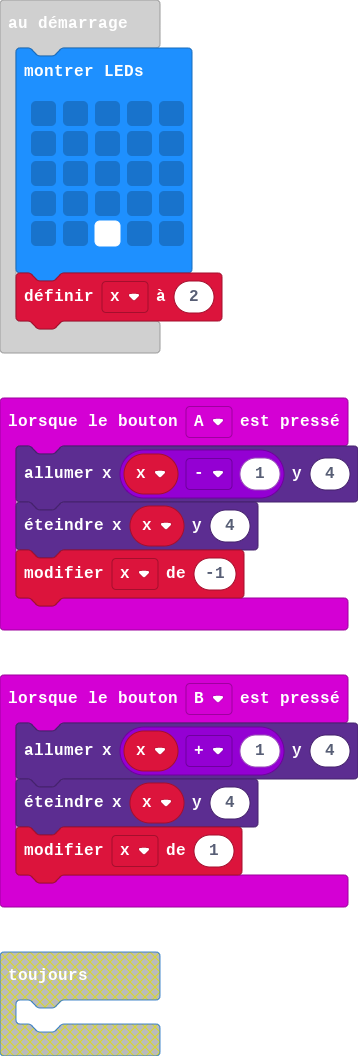 au démarrage
montrer LEDs
définir x à 2
lorsque le bouton A est pressé
allumer x x - 1 y 4
éteindre x x y 4
modifier x de -1
lorsque le bouton B est pressé
allumer x x + 1 y 4
éteindre x x y 4
modifier x de 1
toujours